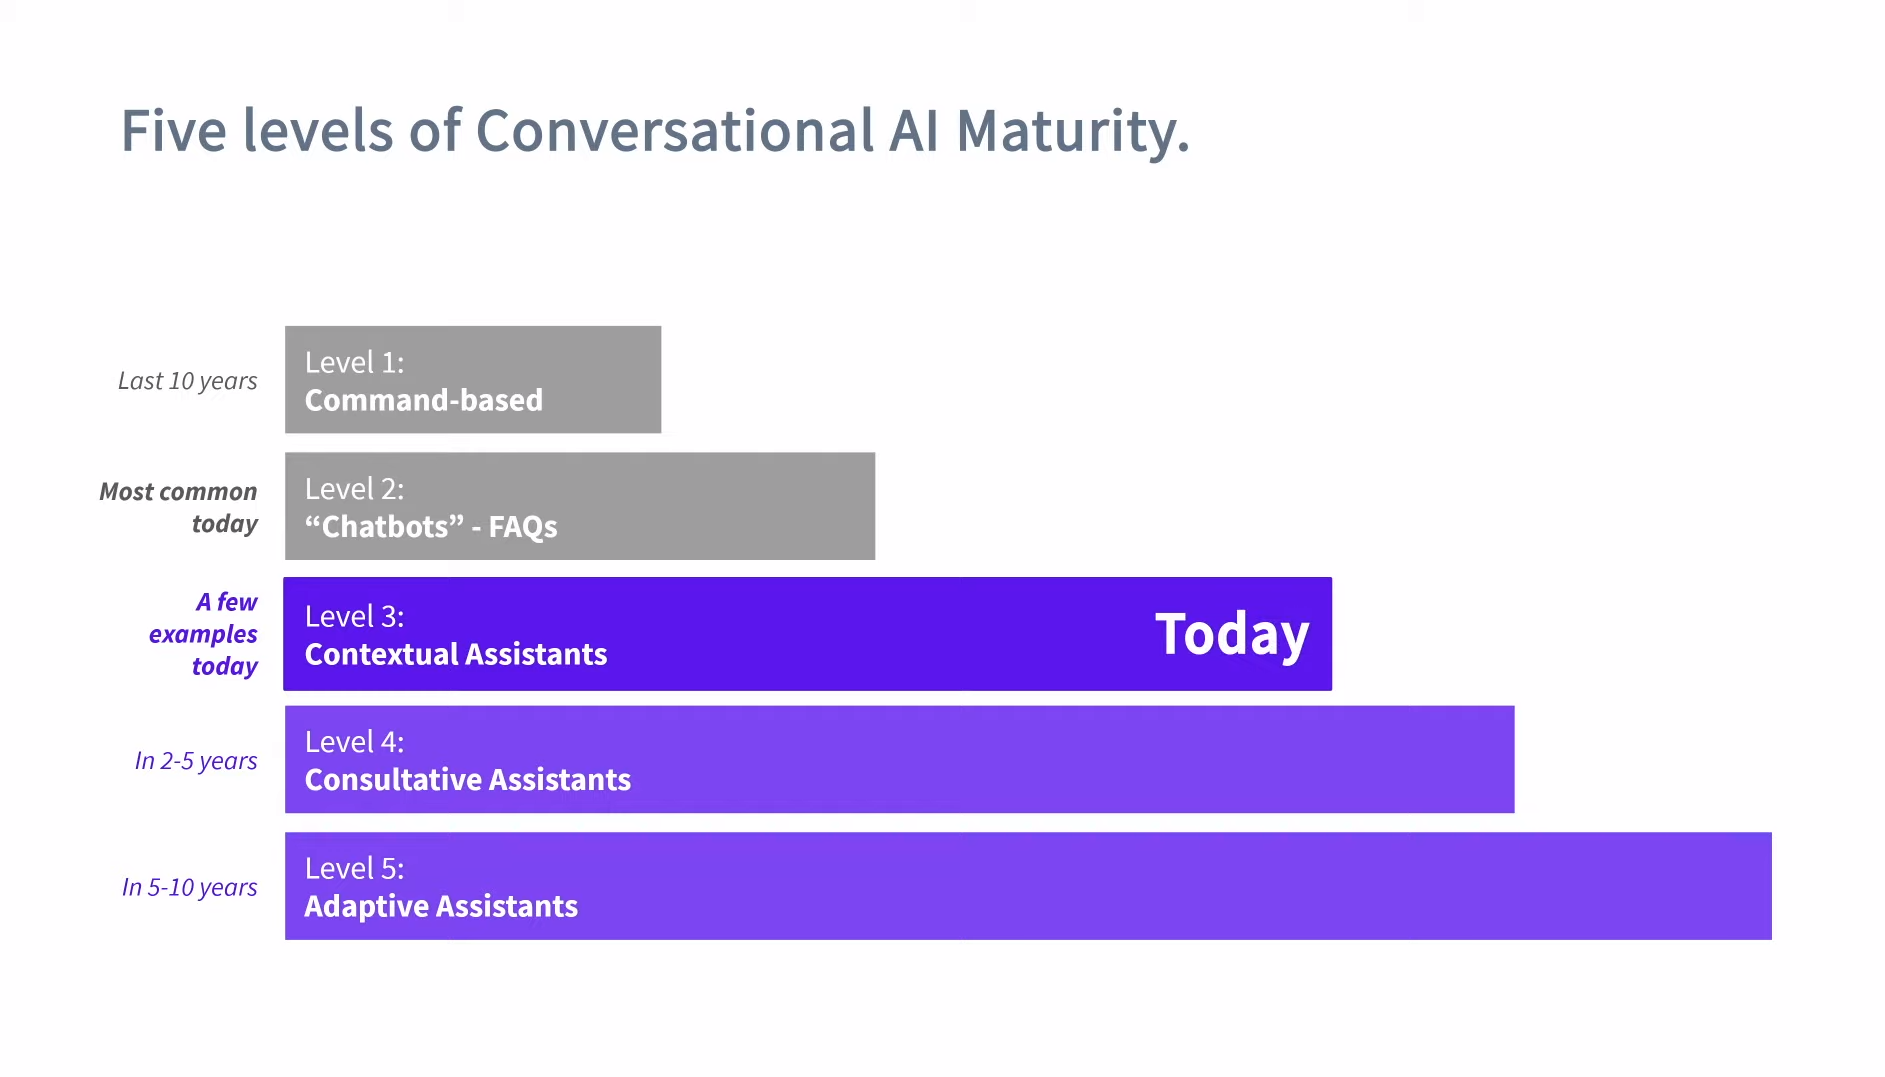 Five levels of Conversational AI Maturity.
Last 10 years
Level 1:
Command-based
Most common
today
Level 2:
“Chatbots” - FAQs
A few
examples
today
Level 3:
Contextual Assistants
Today
In 2-5 years
Level 4:
Consultative Assistants
In 5-10 years
Level 5:
Adaptive Assistants